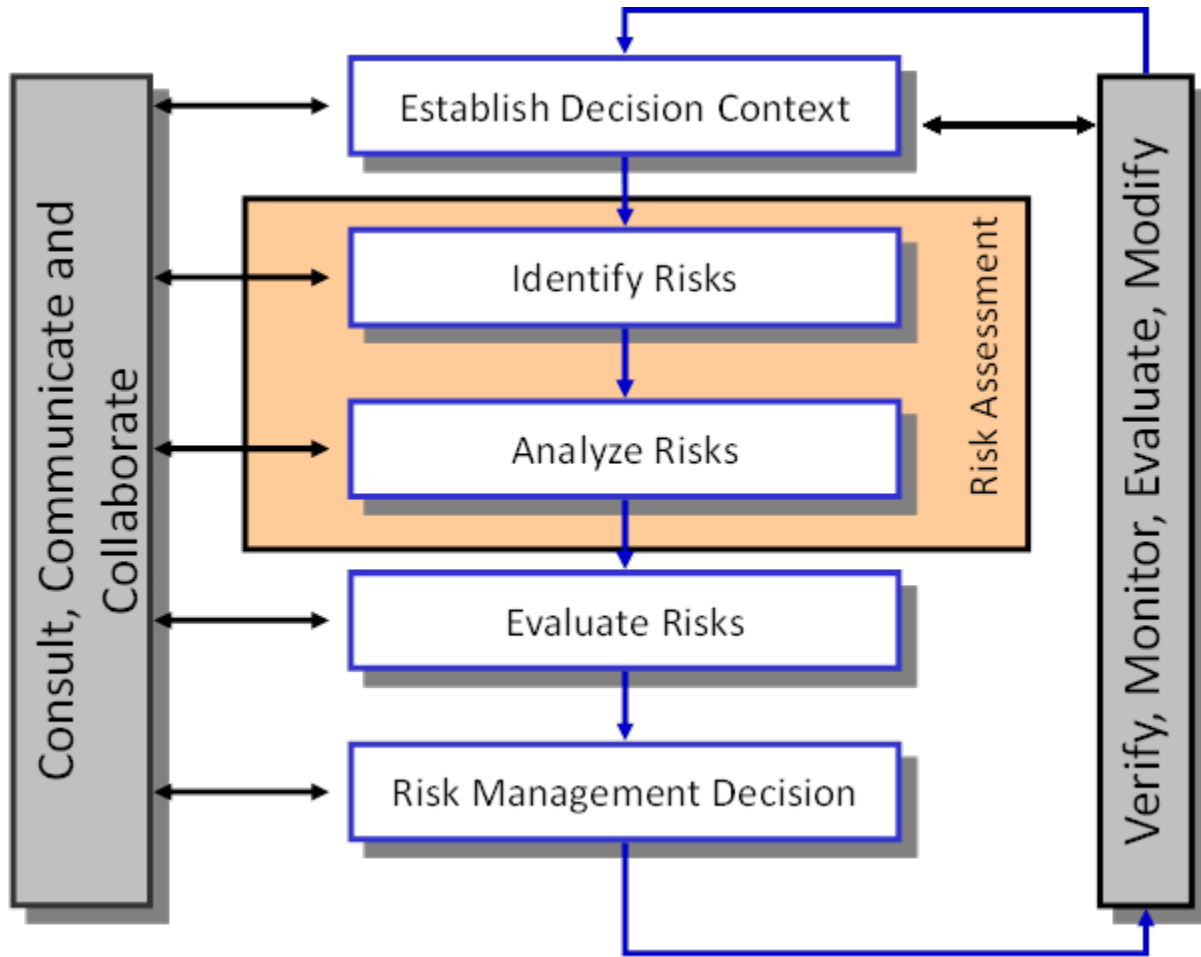 Establish Decision Context
Identify Risks
Analyze Risks
Risk Assessment
Evaluate Risks
Risk Management Decision
Consult, Communicate and
Collaborate
Verify, Monitor, Evaluate, Modify